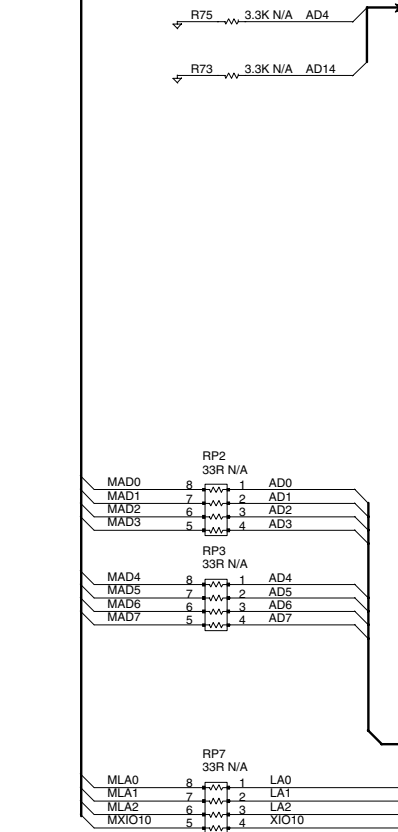 R75 3.3K N/A AD4
R73 3.3K N/A AD14
RP2
33R N/A
MAD0 8 1 AD0
MAD1 7 2 AD1
MAD2 6 3 AD2
MAD3 5 4 AD3
RP3
33R N/A
MAD4 8 1 AD4
MAD5 7 2 AD5
MAD6 6 3 AD6
MAD7 5 4 AD7
RP7
33R N/A
MLA0 8 1 LA0
MLA1 7 2 LA1
MLA2 6 3 LA2
MXIO10 5 4 XIO10